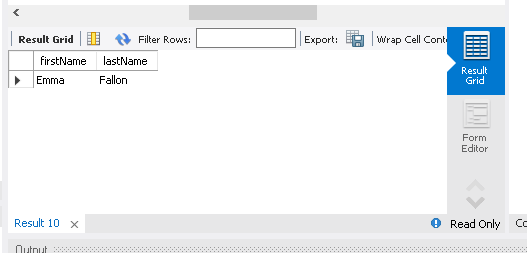 Result Grid Filter Rows: Export: Wrap Cell Conte
firstName lastName
Emma Fallon
Result
Grid
Form
Editor
Result 10 × Read Only Co
Output